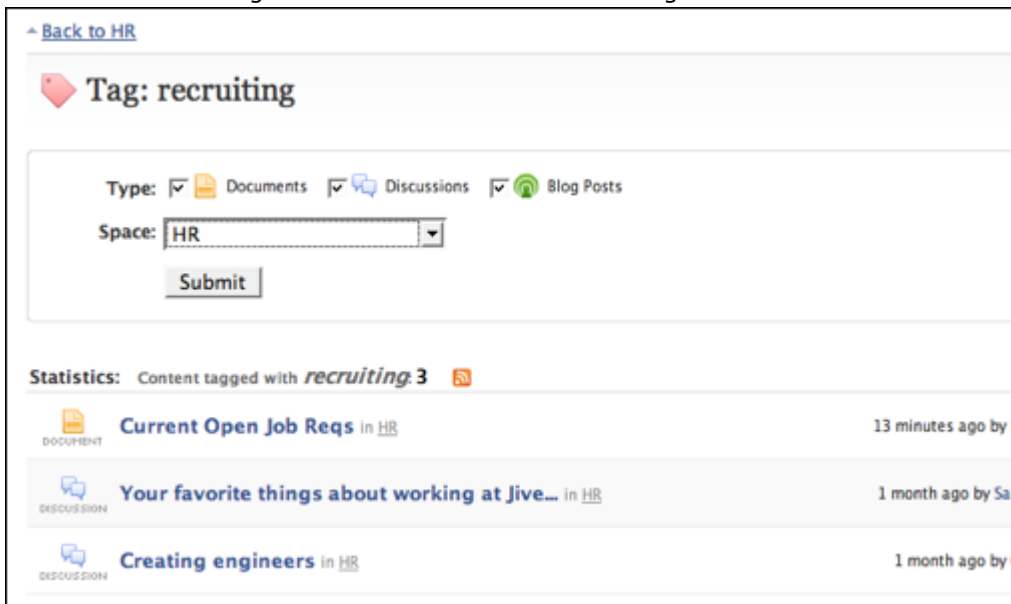 Back to HR
Tag: recruiting
Type: Documents Discussions Blog Posts
Space: HR
Submit
Statistics: Content tagged with recruiting: 3
DOCUMENT Current Open Job Reqs in HR 13 minutes ago by
DISCUSSION Your favorite things about working at Jive... in HR 1 month ago by Sa
DISCUSSION Creating engineers in HR 1 month ago by